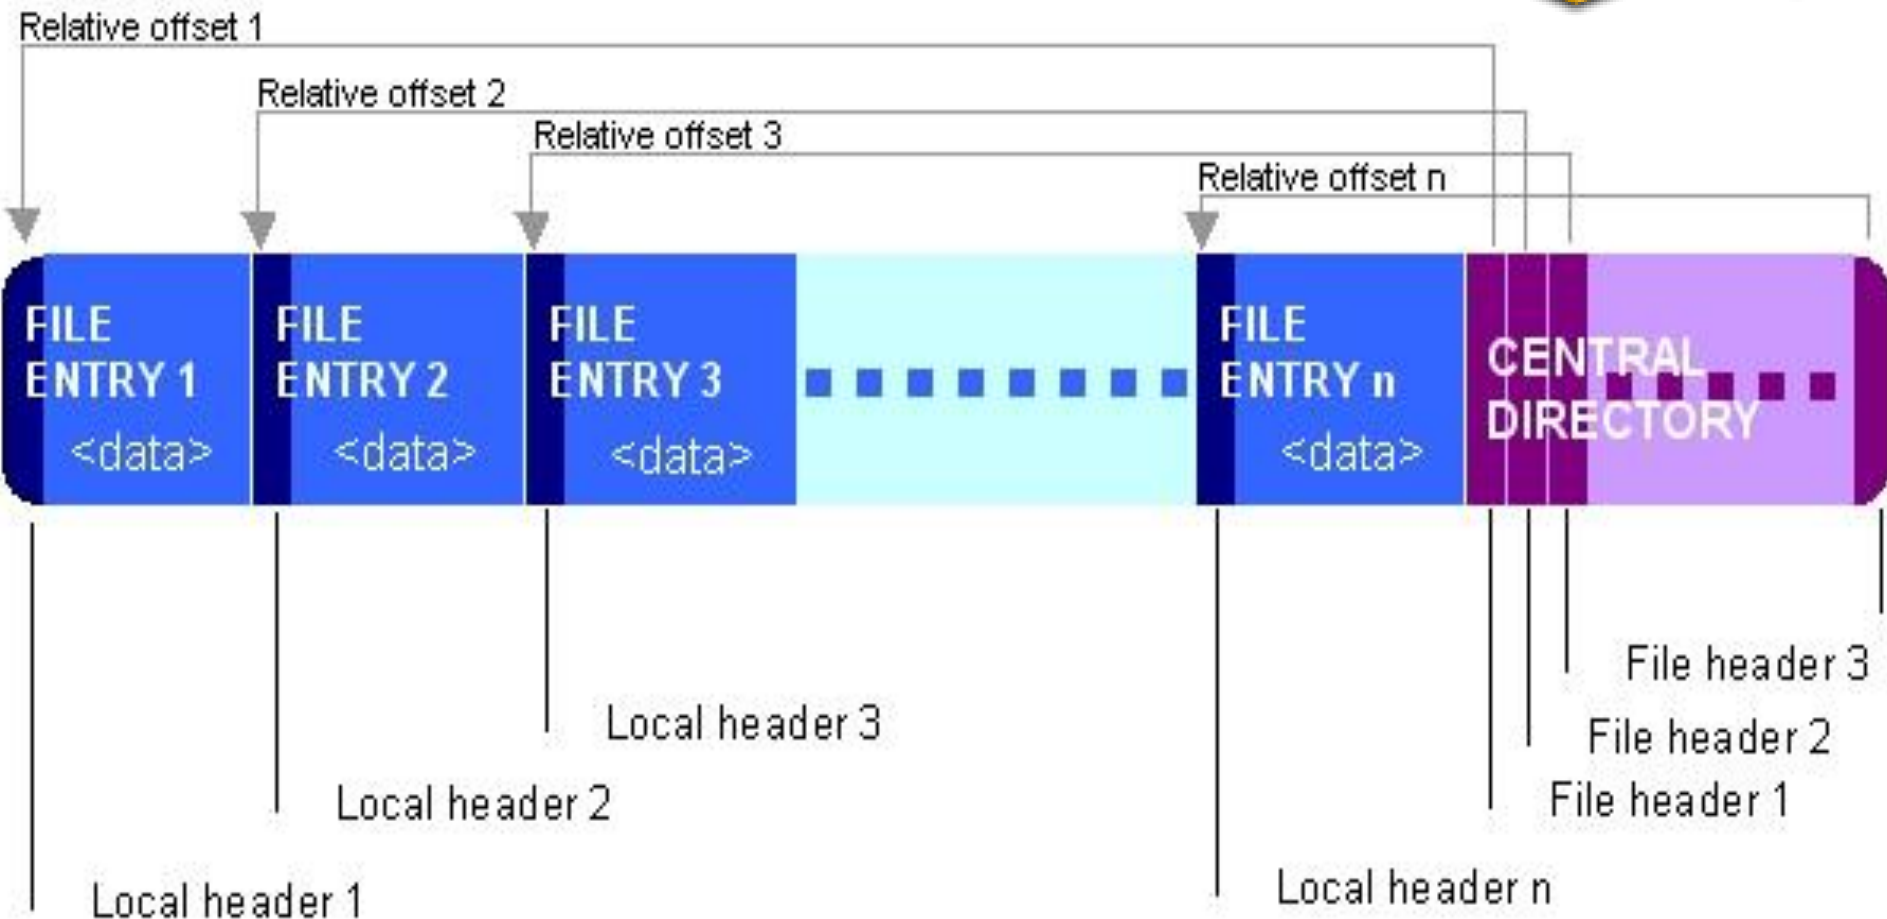 Relative offset 1
Relative offset 2
Relative offset 3
Relative offset n
FILE
ENTRY 1
<data>
FILE
ENTRY 2
<data>
FILE
ENTRY 3
<data>
FILE
ENTRY n
<data>
CENTRAL
DIRECTORY
File header 3
Local header 3
File header 2
File header 1
Local header 2
Local header n
Local header 1